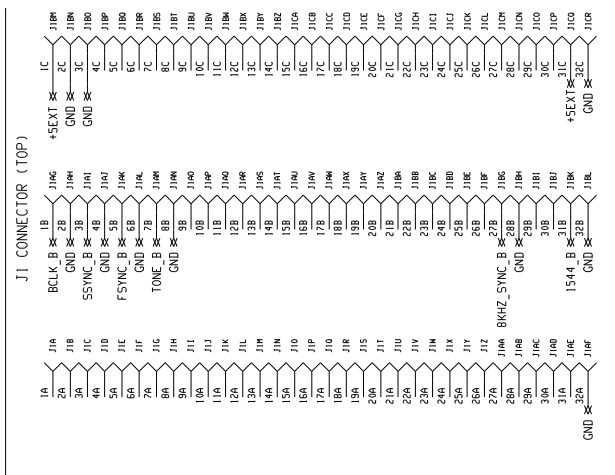 J1 CONNECTOR (TOP)
1A J1A BCLK_B 1B J1AG +5EXT 1C J1BM
2A J1B GND 2B J1AH GND 2C J1BN
3A J1C SSYNC_B 3B J1AI GND 3C J1BO
4A J1D GND 4B J1AJ 4C J1BP
5A J1E FSYNC_B 5B J1AK 5C J1BQ
6A J1F GND 6B J1AL 6C J1BR
7A J1G TONE_B 7B J1AM 7C J1BS
8A J1H GND 8B J1AN 8C J1BT
9A J1I 9B J1AO 9C J1BU
10A J1J 10B J1AP 10C J1BV
11A J1K 11B J1AQ 11C J1BW
12A J1L 12B J1AR 12C J1BX
13A J1M 13B J1AS 13C J1BY
14A J1N 14B J1AT 14C J1BZ
15A J1O 15B J1AU 15C J1CA
16A J1P 16B J1AV 16C J1CB
17A J1Q 17B J1AW 17C J1CC
18A J1R 18B J1AX 18C J1CD
19A J1S 19B J1AY 19C J1CE
20A J1T 20B J1AZ 20C J1CF
21A J1U 21B J1BA 21C J1CG
22A J1V 22B J1BB 22C J1CH
23A J1W 23B J1BC 23C J1CI
24A J1X 24B J1BD 24C J1CJ
25A J1Y 25B J1BE 25C J1CK
26A J1Z 26B J1BF 26C J1CL
8KHZ_SYNC_B 27A J1AA 27B J1BG 27C J1CM
28A J1AB GND 28B J1BH 28C J1CN
29A J1AC 29B J1BI 29C J1CO
30A J1AD 30B J1BJ 30C J1CP
31A J1AE 1544_B 31B J1BK +5EXT 31C J1CQ
GND 32A J1AF GND 32B J1BL GND 32C J1CR